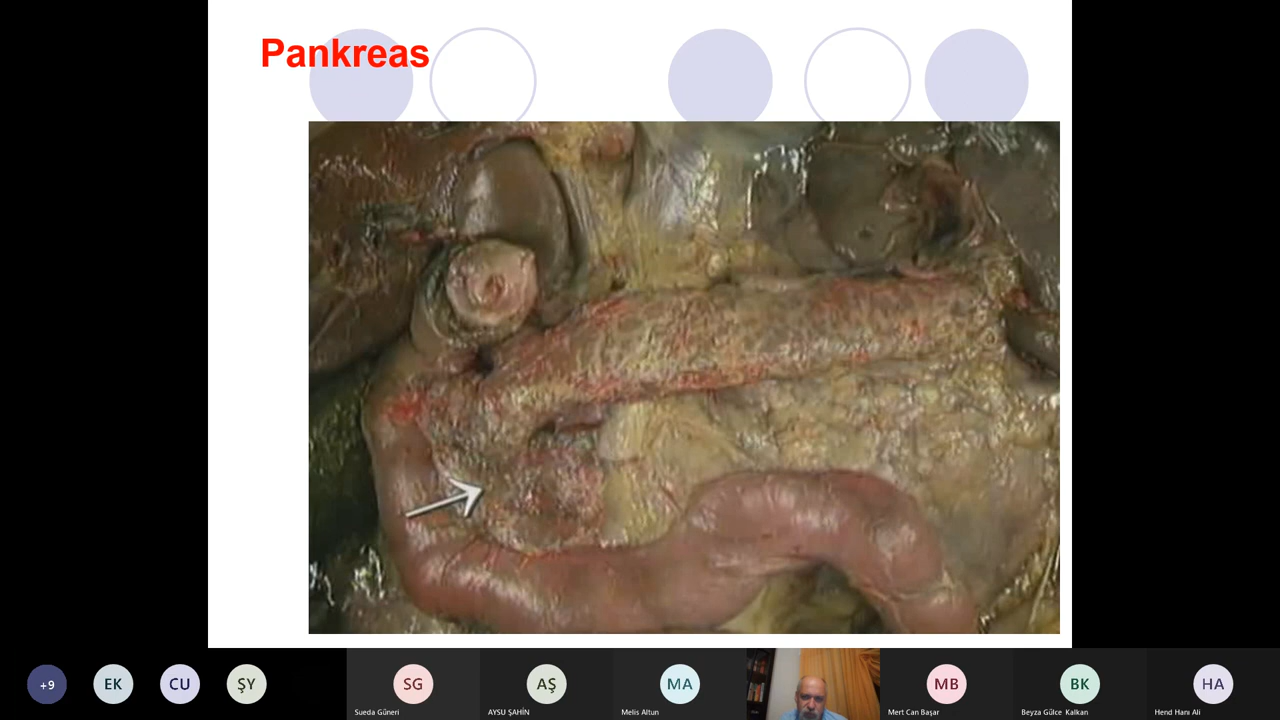 Pankreas
+9
EK
CU
ŞY
SG
Sueda Güneri
AŞ
AYSU ŞAHİN
MA
Melis Altun
MB
Mert Can Başar
BK
Beyza Gülce Kalkan
HA
Hend Hanı Ali